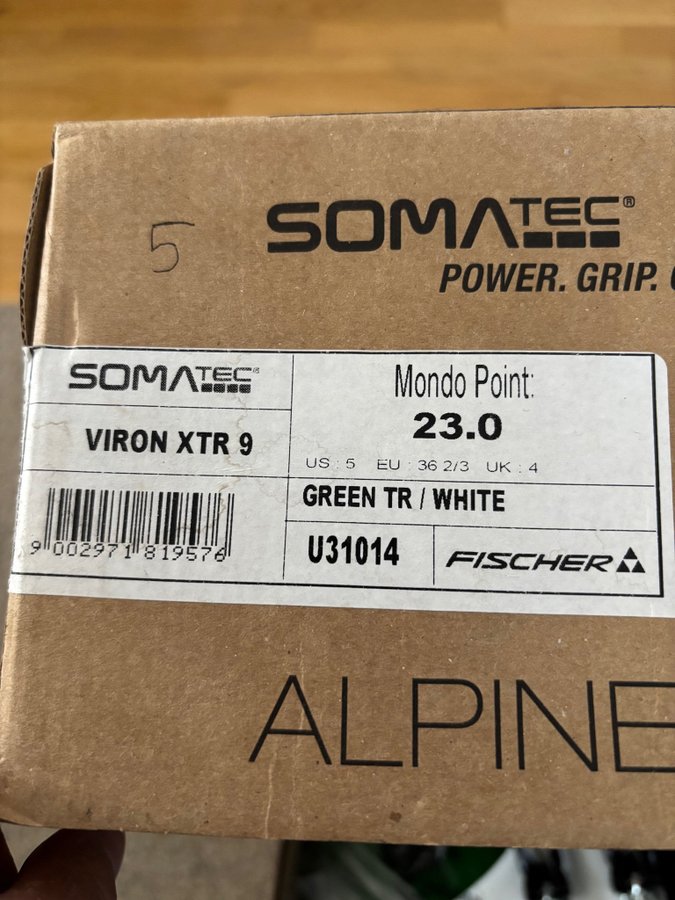 5
SOMATEC®
POWER. GRIP.
SOMATEC®
VIRON XTR 9
9 002971 819576
Mondo Point:
23.0
US : 5 EU : 36 2/3 UK : 4
GREEN TR / WHITE
U31014
FISCHER
ALPINE